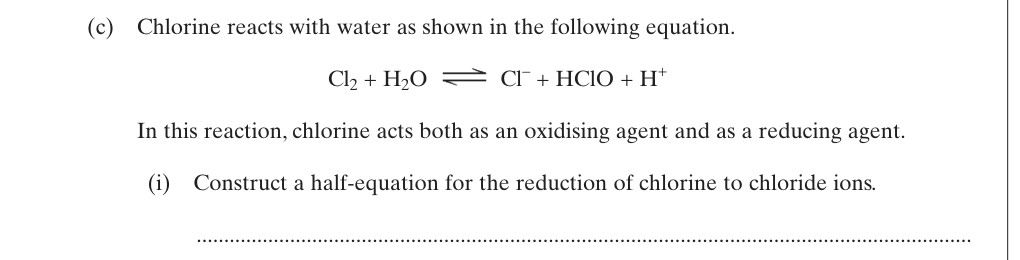 (c) Chlorine reacts with water as shown in the following equation.
Cl₂ + H₂O ⇌ Cl⁻ + HClO + H⁺
In this reaction, chlorine acts both as an oxidising agent and as a reducing agent.
(i) Construct a half-equation for the reduction of chlorine to chloride ions.